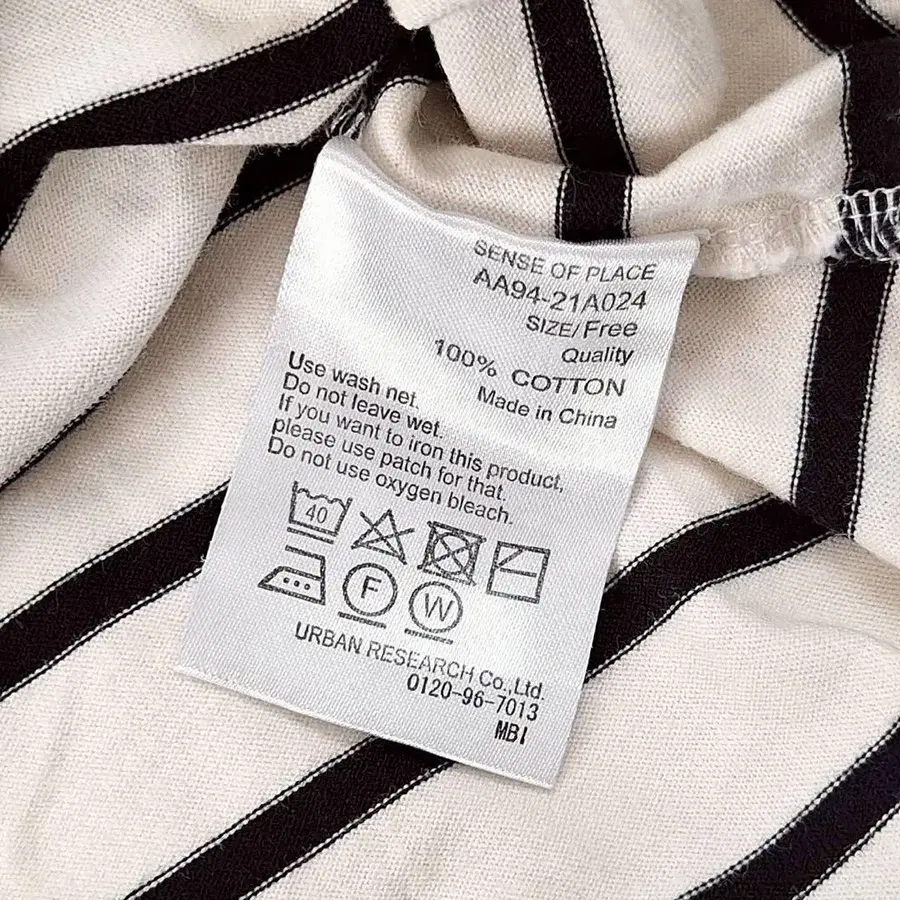 SENSE OF PLACE
AA94-21A024
SIZE/Free
Quality
100% COTTON
Made in China
Use wash net.
Do not leave wet.
If you want to iron this product,
please use patch for that.
Do not use oxygen bleach.
40
F
W
URBAN RESEARCH Co.,Ltd.
0120-96-7013
MBI